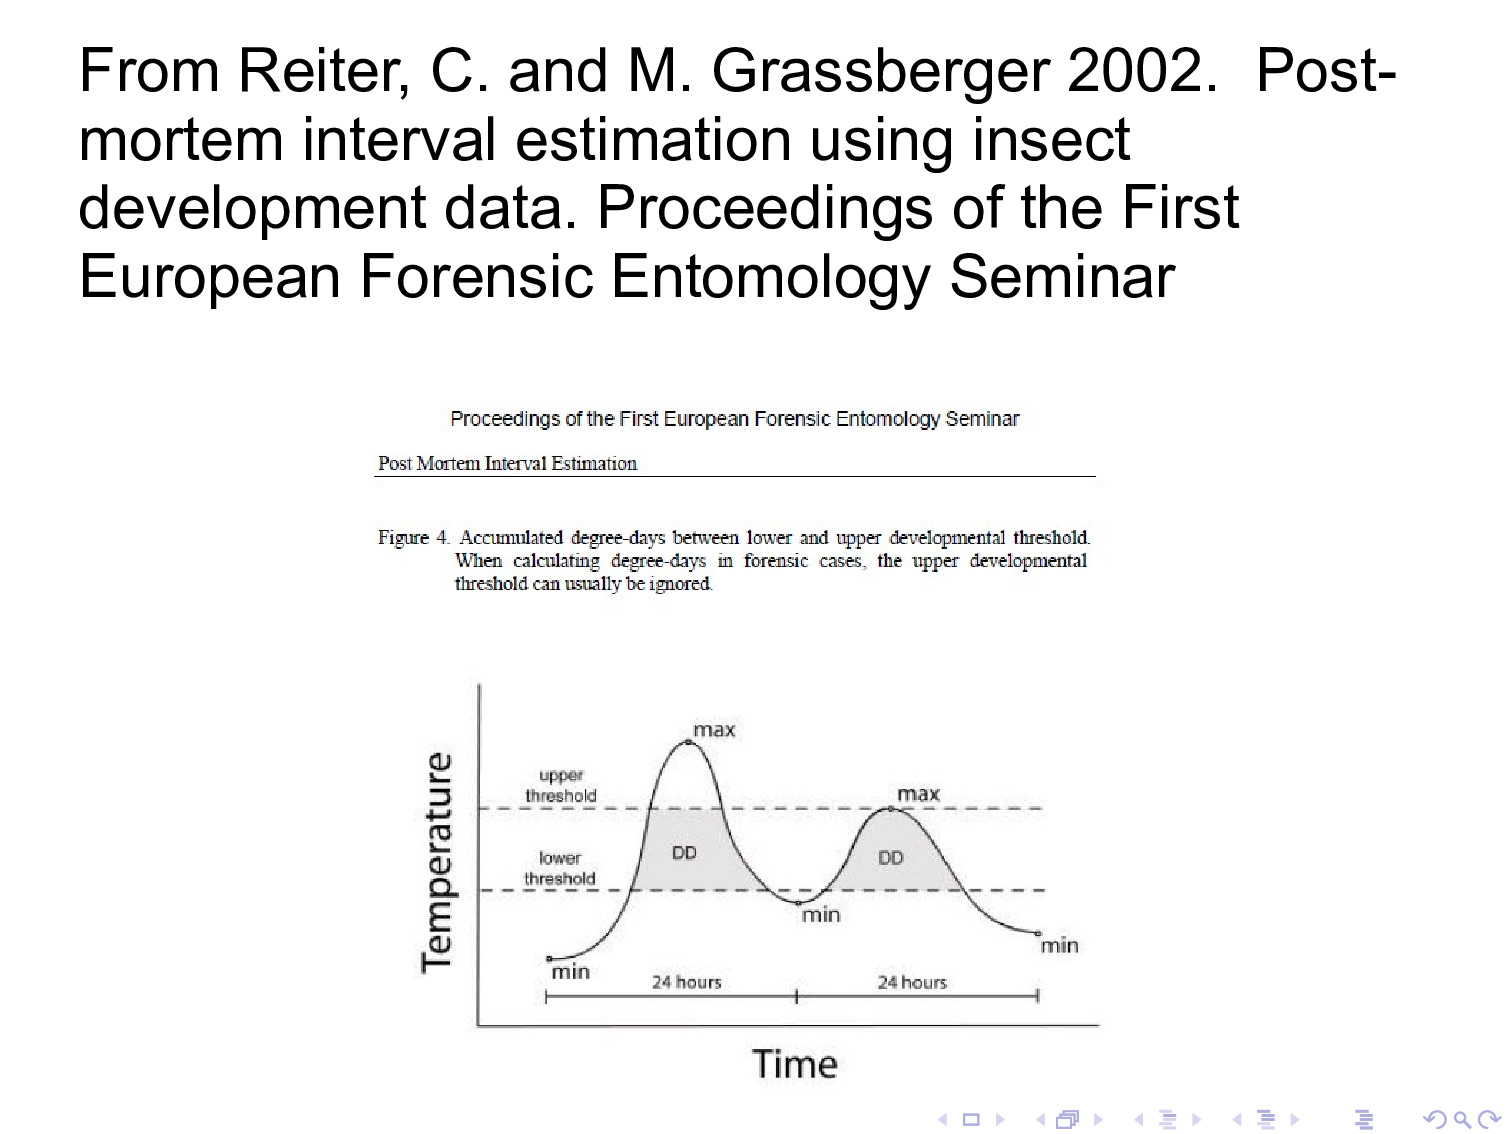 From Reiter, C. and M. Grassberger 2002.  Post-
mortem interval estimation using insect
development data. Proceedings of the First
European Forensic Entomology Seminar
Proceedings of the First European Forensic Entomology Seminar
Post Mortem Interval Estimation
Figure 4. Accumulated degree-days between lower and upper developmental threshold.
When calculating degree-days in forensic cases, the upper developmental
threshold can usually be ignored.
Temperature
max
upper
threshold
max
lower
threshold
DD
DD
min
min
min
24 hours
24 hours
Time